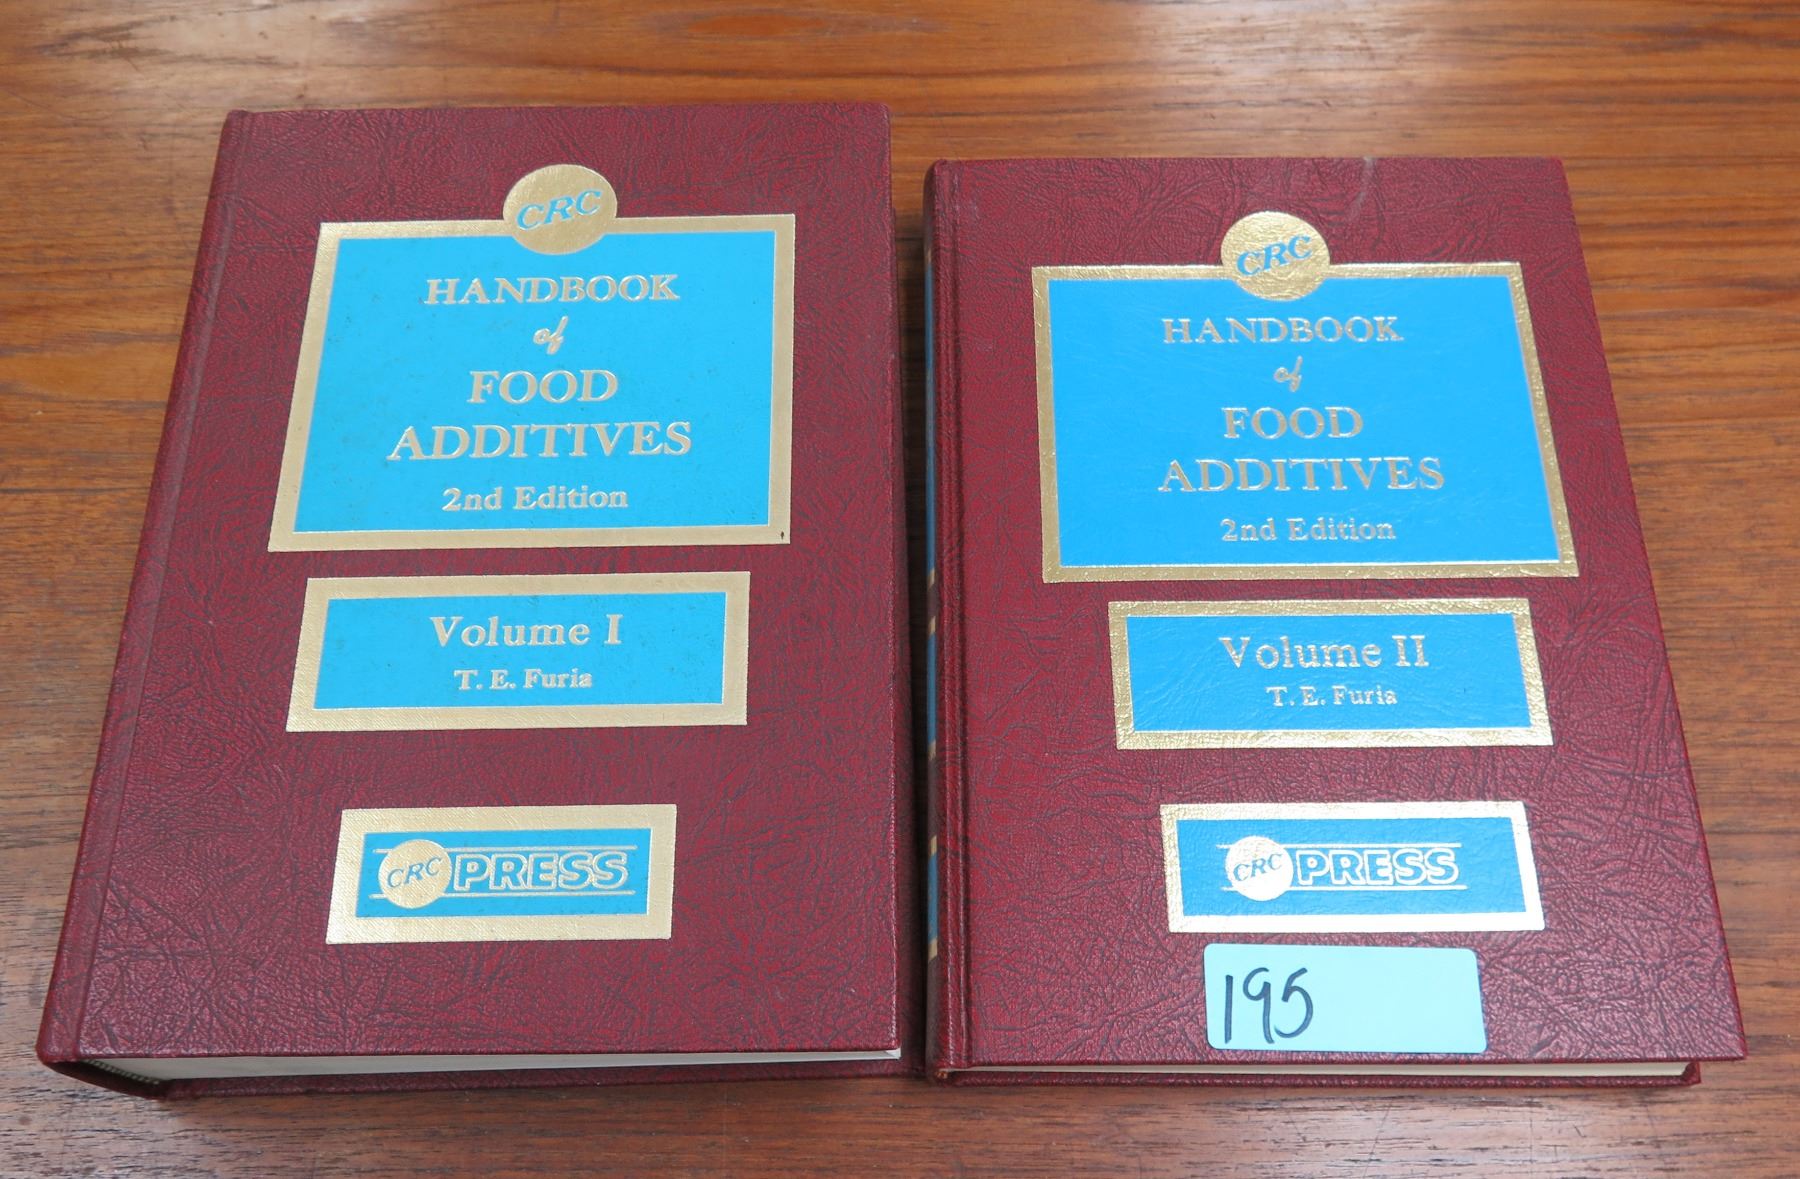 CRC
HANDBOOK
of
FOOD
ADDITIVES
2nd Edition
Volume I
T. E. Furia
CRC PRESS
CRC
HANDBOOK
of
FOOD
ADDITIVES
2nd Edition
Volume II
T. E. Furia
CRC PRESS
195